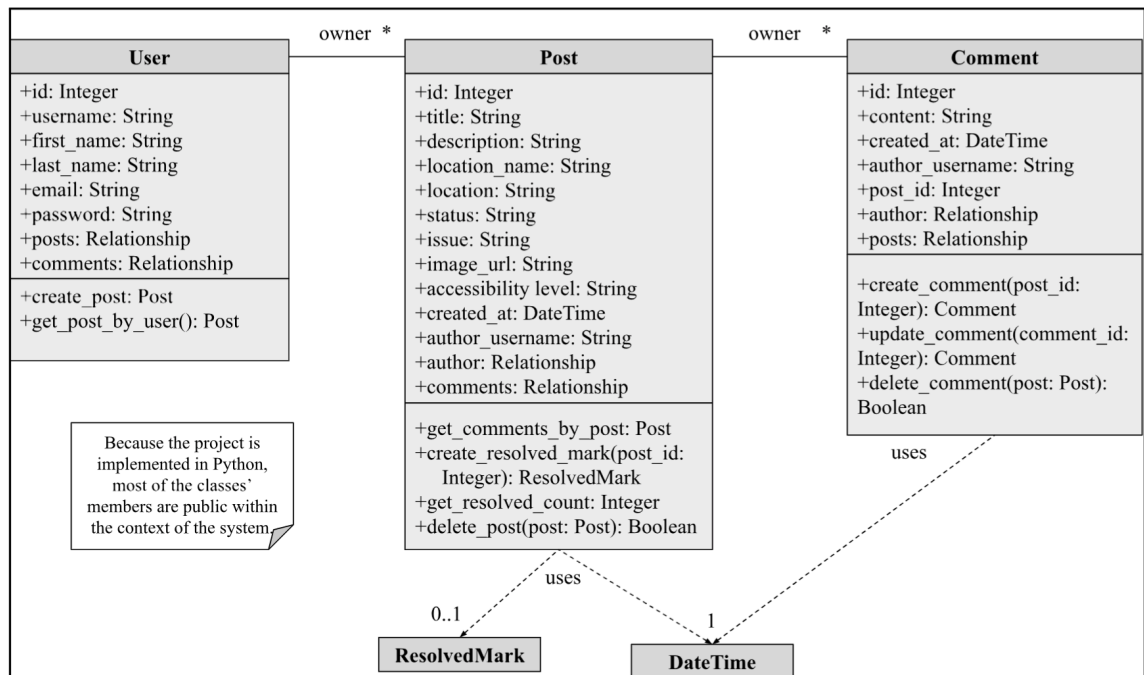 owner *
owner *
User
+id: Integer
+username: String
+first_name: String
+last_name: String
+email: String
+password: String
+posts: Relationship
+comments: Relationship
+create_post: Post
+get_post_by_user(): Post
Post
+id: Integer
+title: String
+description: String
+location_name: String
+location: String
+status: String
+issue: String
+image_url: String
+accessibility level: String
+created_at: DateTime
+author_username: String
+author: Relationship
+comments: Relationship
+get_comments_by_post: Post
+create_resolved_mark(post_id:
Integer): ResolvedMark
+get_resolved_count: Integer
+delete_post(post: Post): Boolean
Comment
+id: Integer
+content: String
+created_at: DateTime
+author_username: String
+post_id: Integer
+author: Relationship
+posts: Relationship
+create_comment(post_id:
Integer): Comment
+update_comment(comment_id:
Integer): Comment
+delete_comment(post: Post):
Boolean
Because the project is
implemented in Python,
most of the classes’
members are public within
the context of the system.
uses
uses
0..1
1
ResolvedMark
DateTime